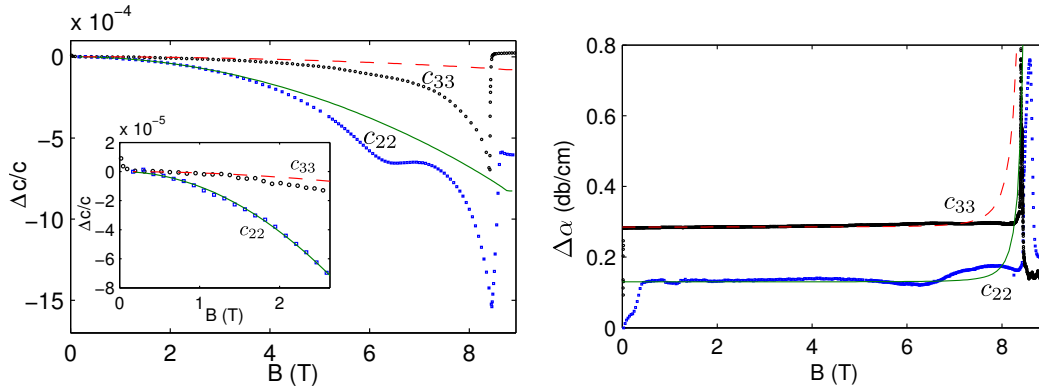 x 10⁻⁴
0
−5
−10
−15
Δc/c
0
2
4
6
8
B (T)
c₃₃
c₂₂
x 10⁻⁵
2
0
−2
−4
−6
−8
Δc/c
0
1
2
B (T)
c₃₃
c₂₂
0.8
0.6
0.4
0.2
0
Δα (db/cm)
0
2
4
6
8
B (T)
c₃₃
c₂₂